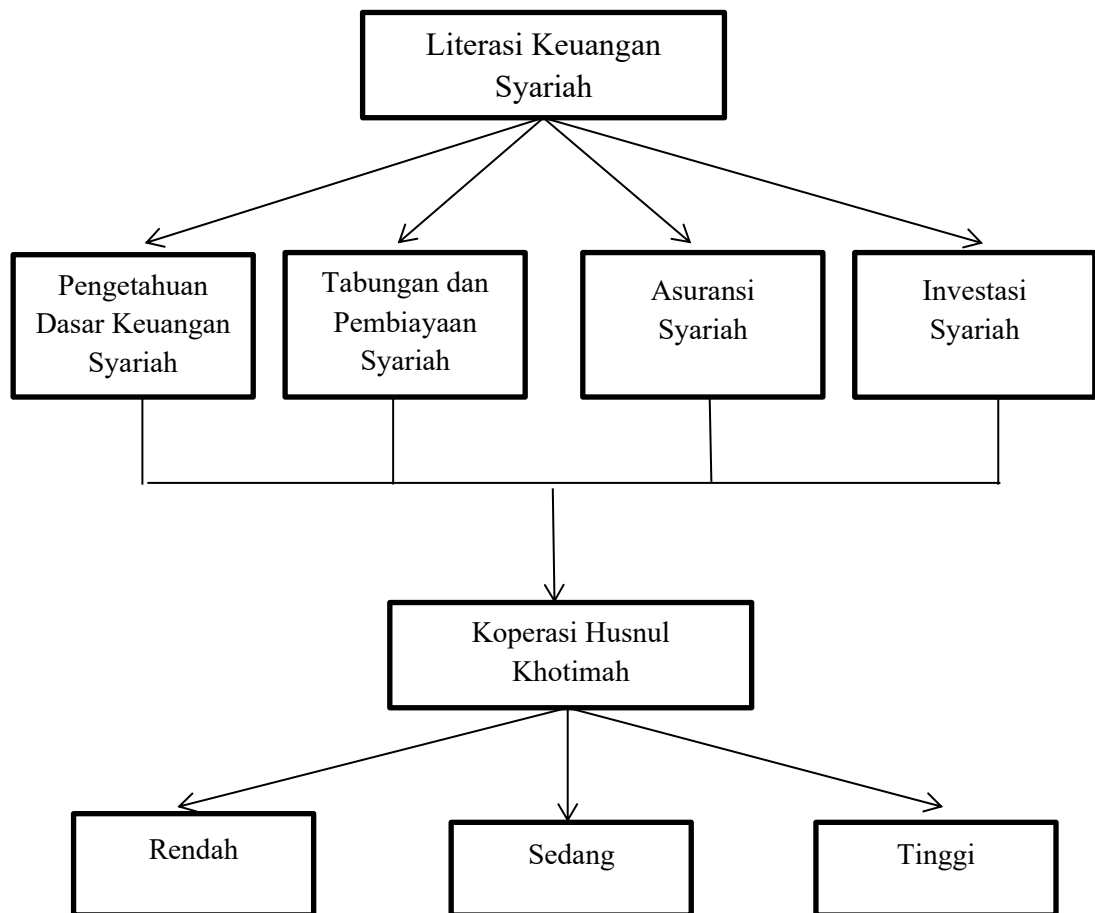 Literasi Keuangan
Syariah
Pengetahuan
Dasar Keuangan
Syariah
Tabungan dan
Pembiayaan
Syariah
Asuransi
Syariah
Investasi
Syariah
Koperasi Husnul
Khotimah
Rendah
Sedang
Tinggi